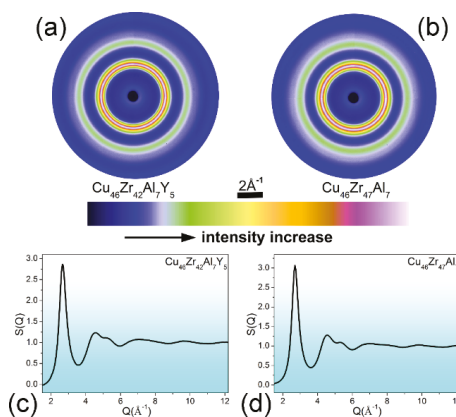 (a)
(b)
Cu₄₆Zr₄₂Al₇Y₅
2Å⁻¹
Cu₄₆Zr₄₇Al₇
intensity increase
3.0
2.5
2.0
1.5
1.0
0.5
0.0
S(Q)
Cu₄₆Zr₄₂Al₇Y₅
2 4 6 8 10 12
Q(Å⁻¹)
(c)
3.0
2.5
2.0
1.5
1.0
0.5
0.0
S(Q)
Cu₄₆Zr₄₇Al
2 4 6 8 10 12
Q(Å⁻¹)
(d)